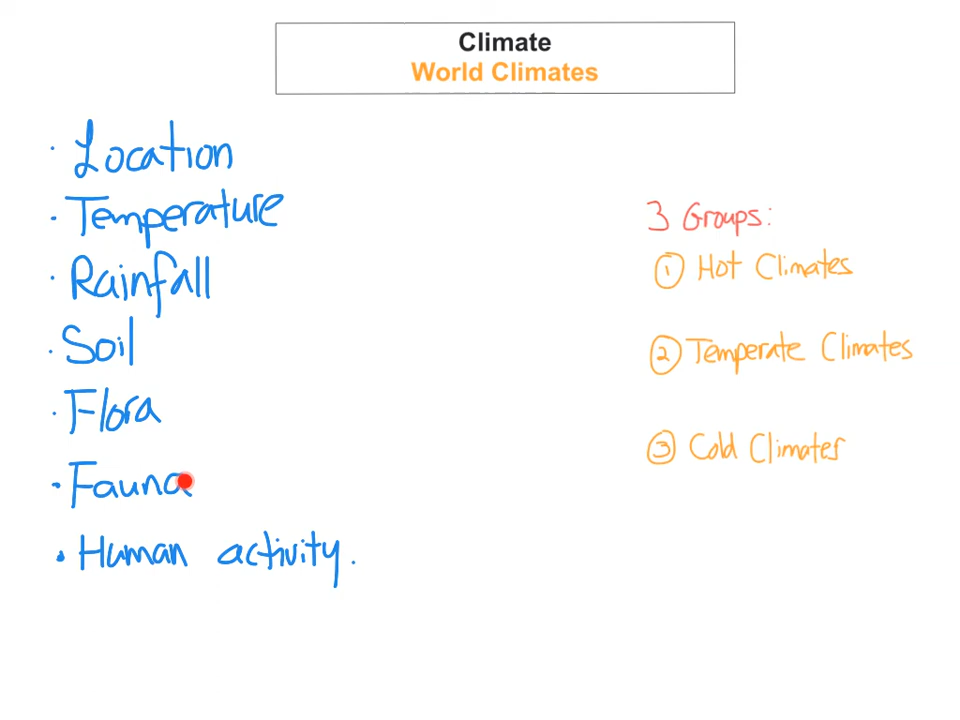 Climate
World Climates
· Location
· Temperature
· Rainfall
· Soil
· Flora
· Fauna
· Human activity.
3 Groups:
① Hot Climates
② Temperate Climates
③ Cold Climates